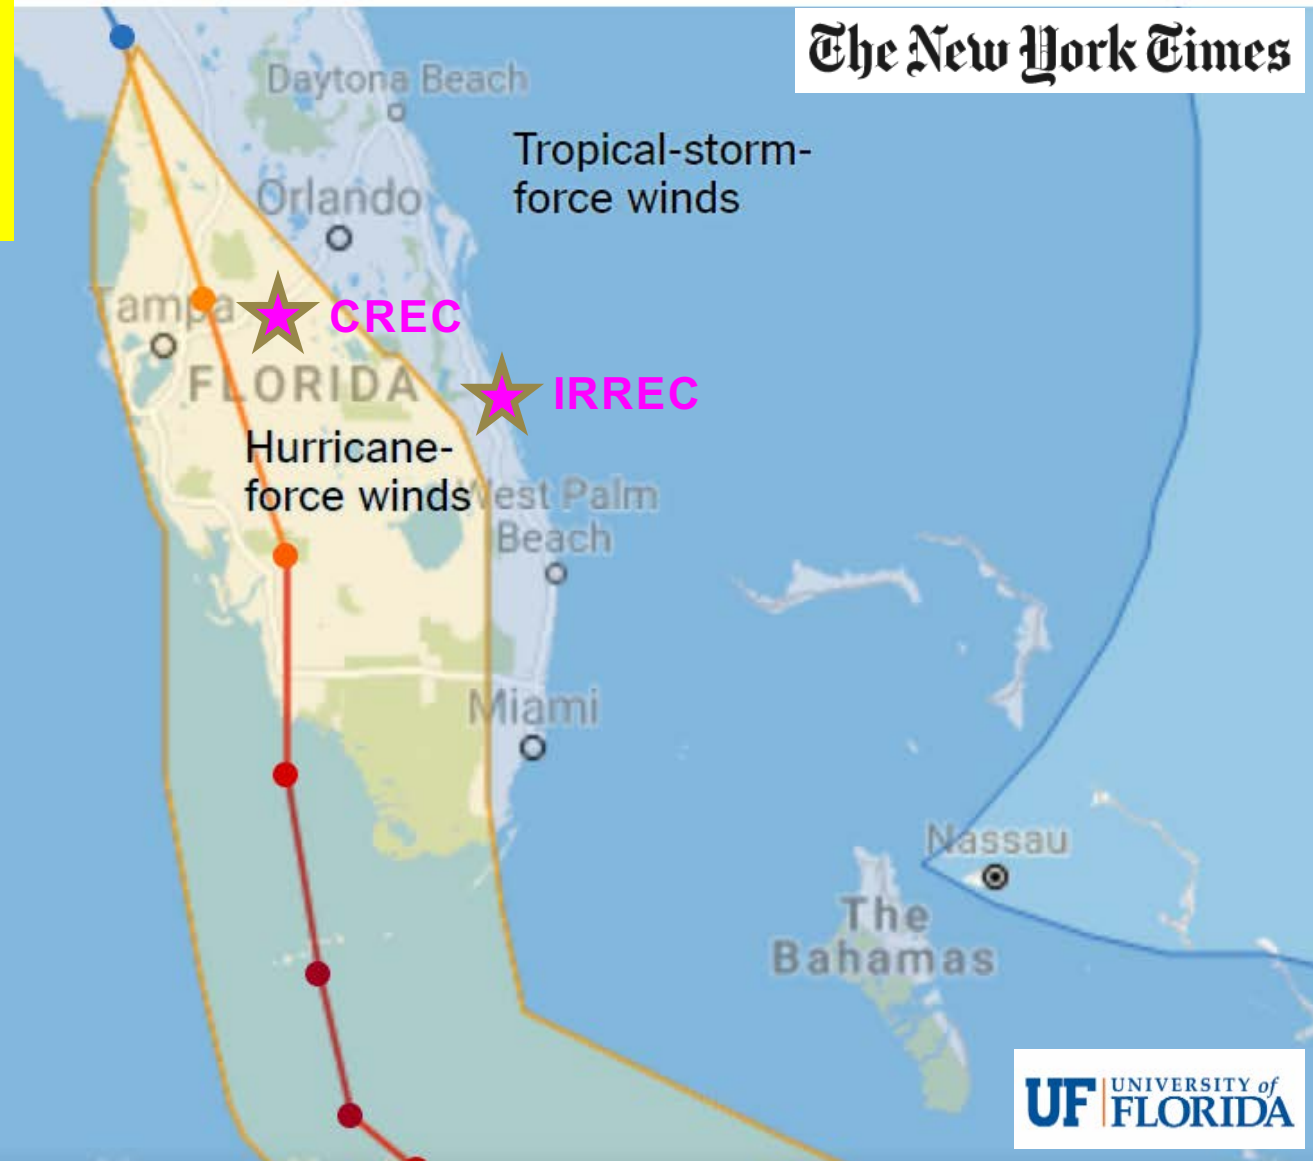 The New York Times
Daytona Beach
Tropical-storm-
force winds
Orlando
Tampa
CREC
FLORIDA
IRREC
Hurricane-
force winds
West Palm
Beach
Miami
Nassau
The
Bahamas
UF UNIVERSITY of
FLORIDA